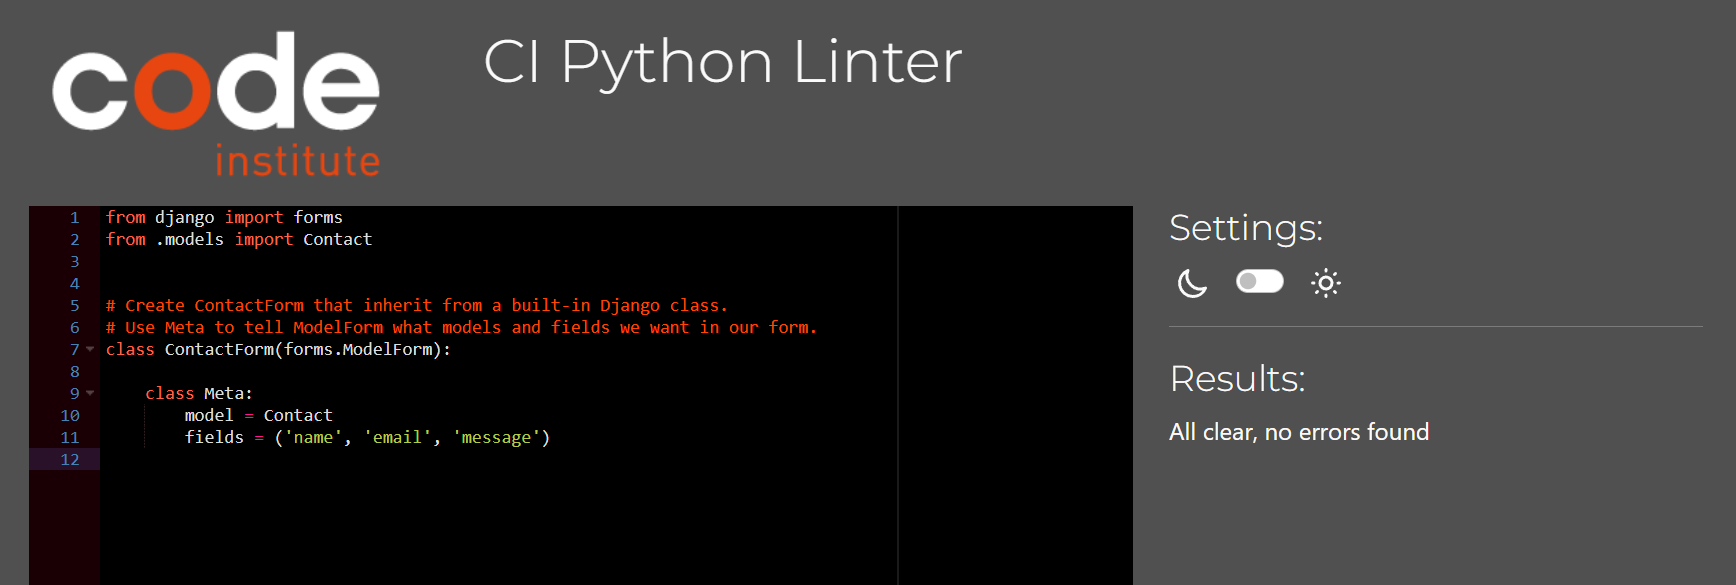 code
institute
CI Python Linter
1 from django import forms
2 from .models import Contact
3
4
5 # Create ContactForm that inherit from a built-in Django class.
6 # Use Meta to tell ModelForm what models and fields we want in our form.
7 class ContactForm(forms.ModelForm):
8
9     class Meta:
10         model = Contact
11         fields = ('name', 'email', 'message')
12
Settings:
Results:
All clear, no errors found